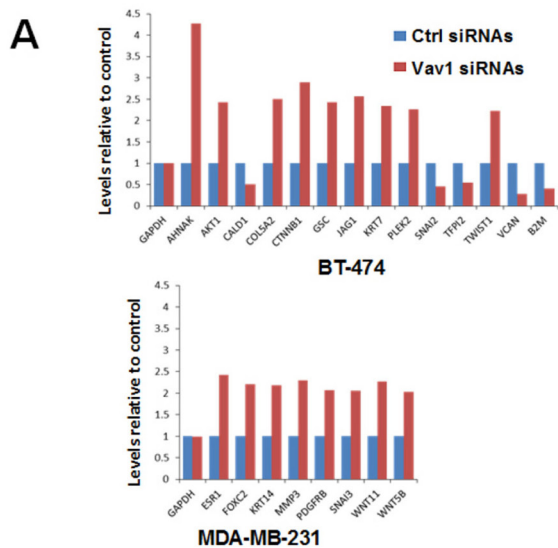 A
Levels relative to control
4.5
4
3.5
3
2.5
2
1.5
1
0.5
0
Ctrl siRNAs
Vav1 siRNAs
GAPDH
AHNAK
AKT1
CALD1
COL5A2
CTNNB1
GSC
JAG1
KRT7
PLEK2
SNAI2
TFPI2
TWIST1
VCAN
B2M
BT-474
Levels relative to control
4.5
4
3.5
3
2.5
2
1.5
1
0.5
0
GAPDH
ESR1
FOXC2
KRT14
MMP3
PDGFRB
SNAI3
WNT11
WNT5B
MDA-MB-231